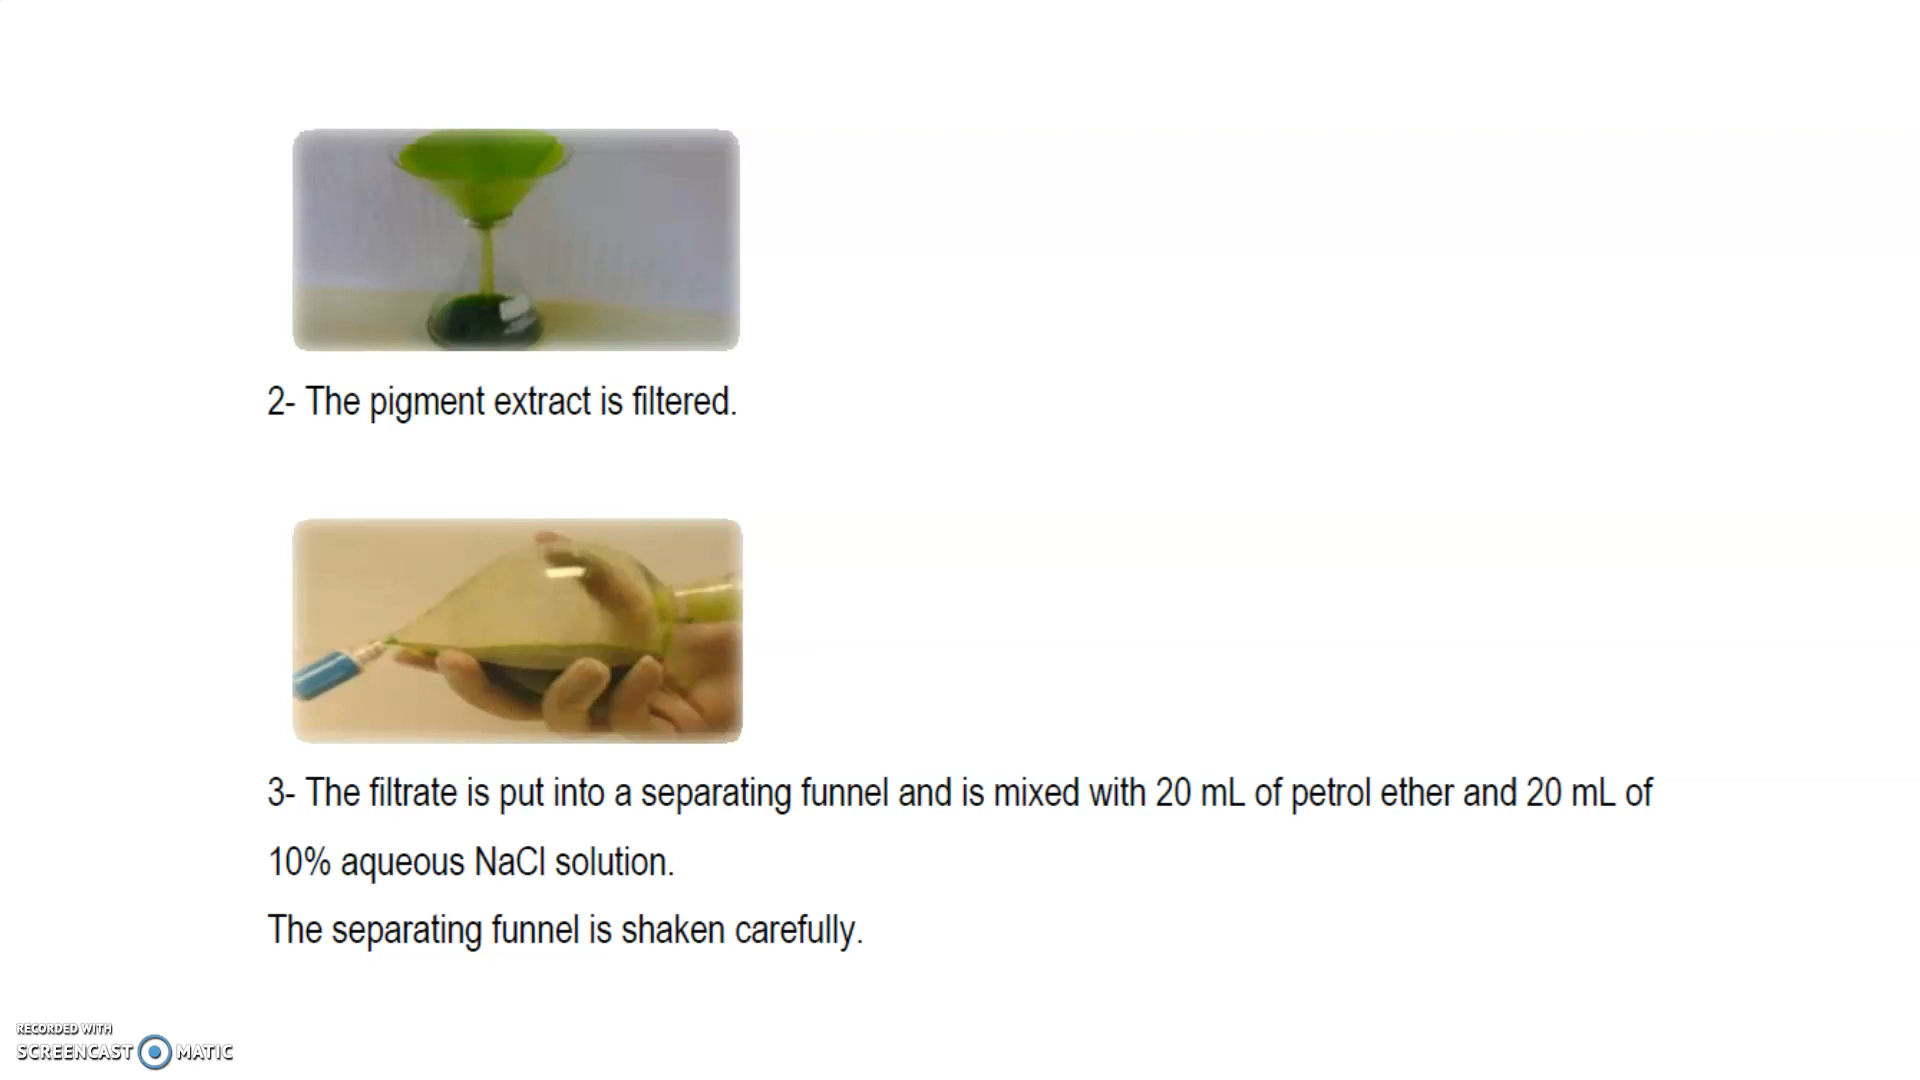 2- The pigment extract is filtered.
3- The filtrate is put into a separating funnel and is mixed with 20 mL of petrol ether and 20 mL of
10% aqueous NaCl solution.
The separating funnel is shaken carefully.
RECORDED WITH
SCREENCAST MATIC